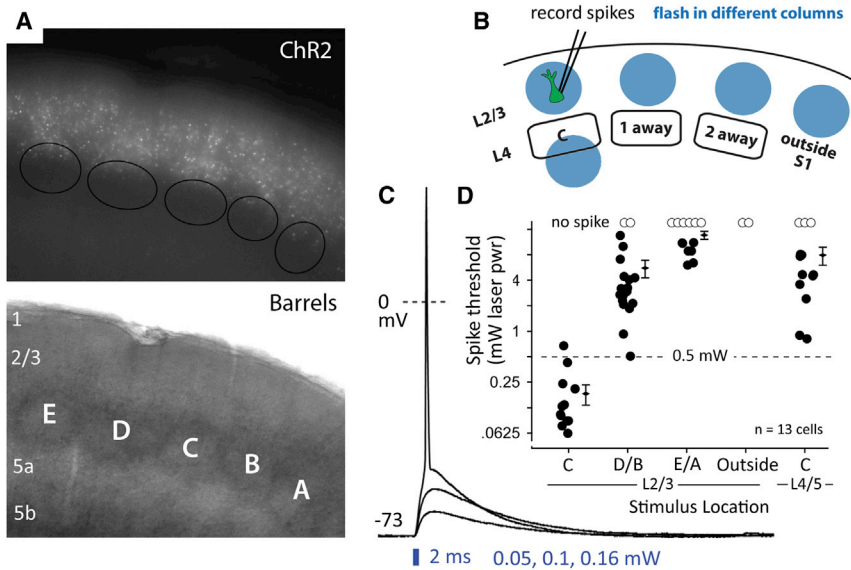 A
ChR2
Barrels
1
2/3
E
D
C
B
A
5a
5b
B
record spikes
flash in different columns
L2/3
L4
C
1 away
2 away
outside
S1
C
0
mV
-73
2 ms
0.05, 0.1, 0.16 mW
D
no spike
Spike threshold
(mW laser pwr)
4
1
0.25
.0625
0.5 mW
n = 13 cells
C
D/B
E/A
Outside
C
L2/3
L4/5
Stimulus Location